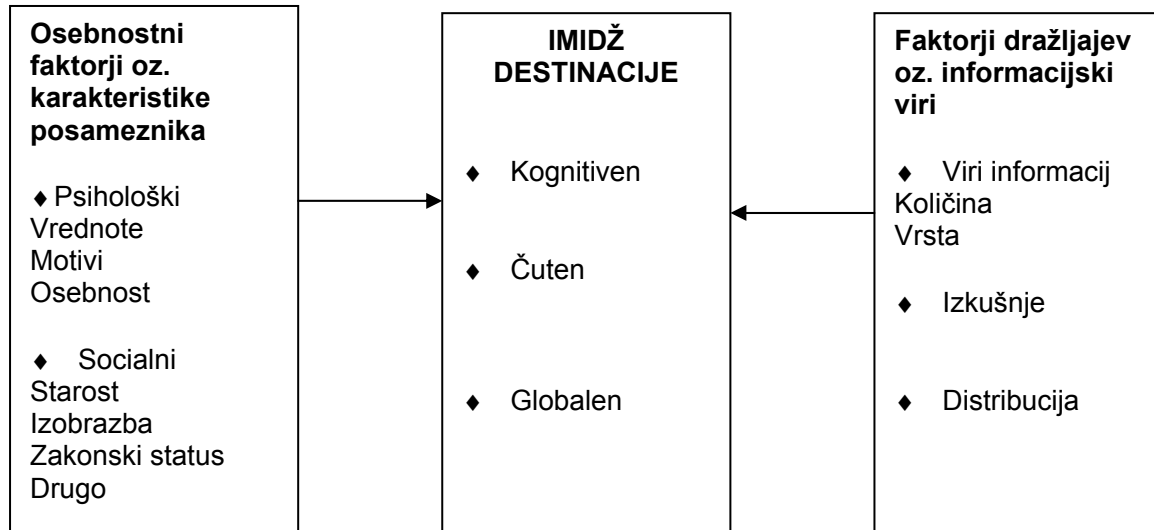 Osebnostni
faktorji oz.
karakteristike
posameznika
♦ Psihološki
Vrednote
Motivi
Osebnost
♦ Socialni
Starost
Izobrazba
Zakonski status
Drugo
IMIDŽ
DESTINACIJE
♦ Kognitiven
♦ Čuten
♦ Globalen
Faktorji dražljajev
oz. informacijski
viri
♦ Viri informacij
Količina
Vrsta
♦ Izkušnje
♦ Distribucija